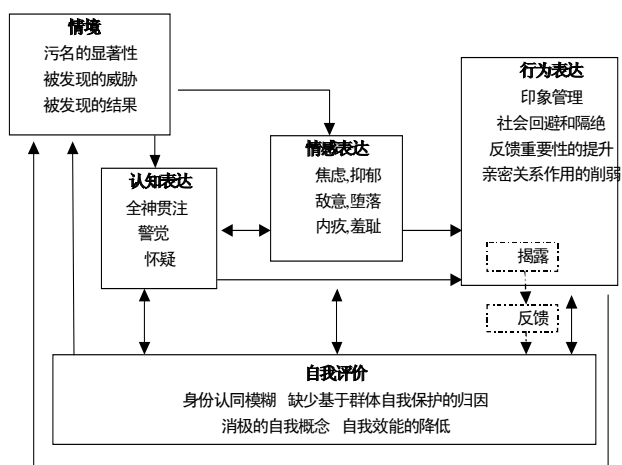 情境
污名的显著性
被发现的威胁
被发现的结果
认知表达
全神贯注
警觉
怀疑
情感表达
焦虑,抑郁
敌意,堕落
内疚,羞耻
行为表达
印象管理
社会回避和隔绝
反馈重要性的提升
亲密关系作用的削弱
揭露
反馈
自我评价
身份认同模糊 缺少基于群体自我保护的归因
消极的自我概念 自我效能的降低